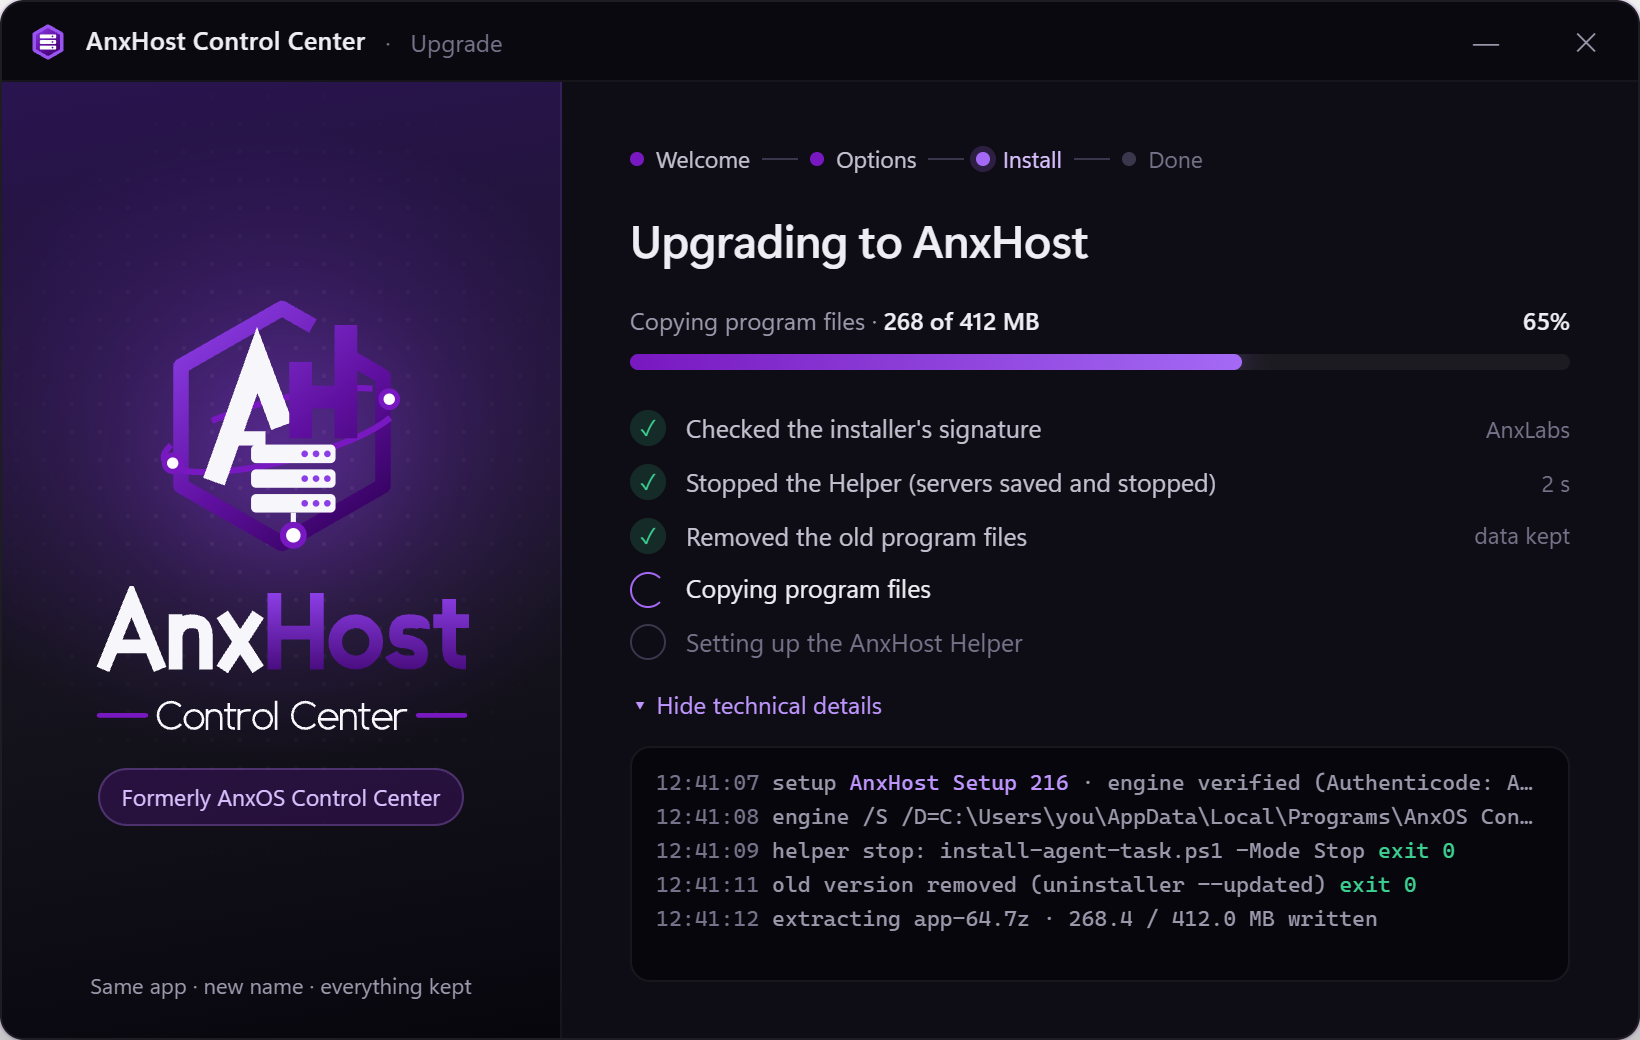 AnxHost Control Center · Upgrade
Welcome
Options
Install
Done
Upgrading to AnxHost
Copying program files · 268 of 412 MB
65%
Checked the installer's signature
AnxLabs
Stopped the Helper (servers saved and stopped)
2 s
Removed the old program files
data kept
Copying program files
Setting up the AnxHost Helper
Hide technical details
12:41:07 setup AnxHost Setup 216 · engine verified (Authenticode: A…
12:41:08 engine /S /D=C:\Users\you\AppData\Local\Programs\AnxOS Con…
12:41:09 helper stop: install-agent-task.ps1 -Mode Stop exit 0
12:41:11 old version removed (uninstaller --updated) exit 0
12:41:12 extracting app-64.7z · 268.4 / 412.0 MB written
AH
AnxHost
Control Center
Formerly AnxOS Control Center
Same app · new name · everything kept